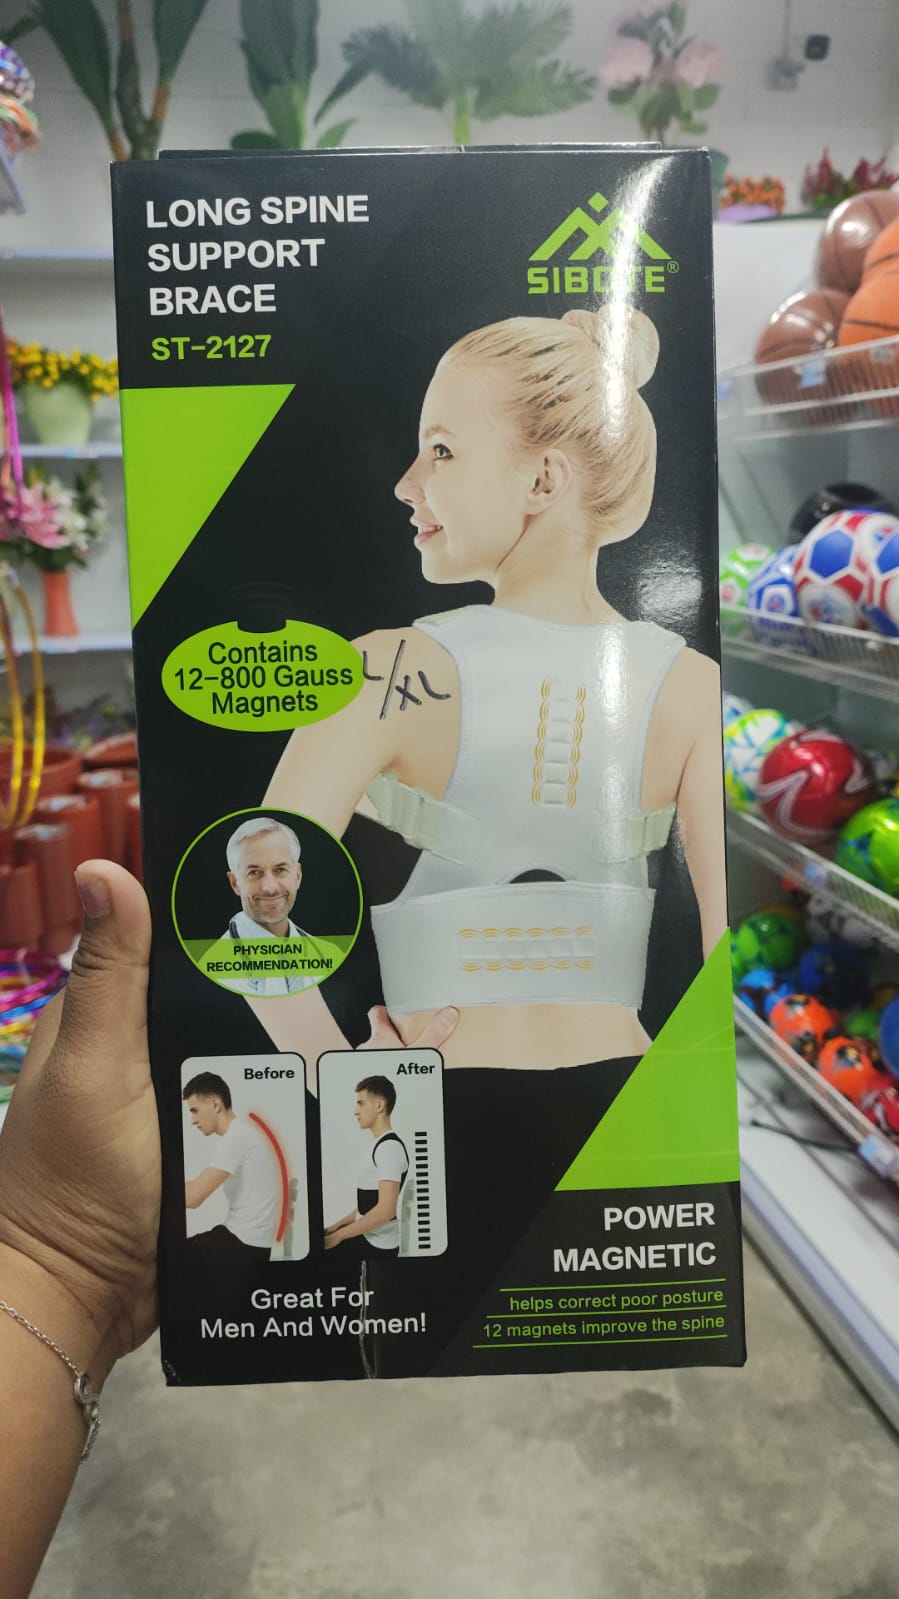 LONG SPINE
SUPPORT
BRACE
ST-2127
SIBOTE®
Contains
12-800 Gauss
Magnets
L/XL
PHYSICIAN
RECOMMENDATION!
Before
After
Great For
Men And Women!
POWER
MAGNETIC
helps correct poor posture
12 magnets improve the spine